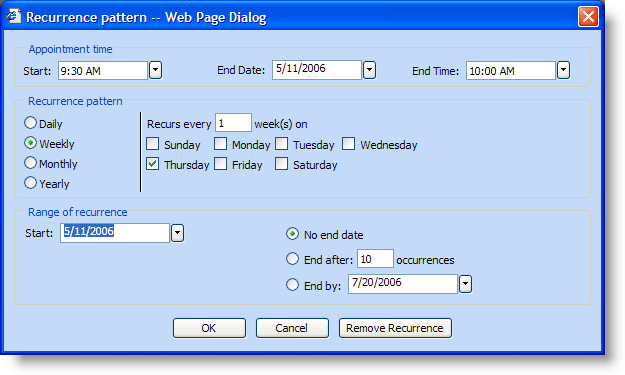 Recurrence pattern -- Web Page Dialog
Appointment time
Start: 9:30 AM End Date: 5/11/2006 End Time: 10:00 AM
Recurrence pattern
Daily Recurs every 1 week(s) on
Weekly Sunday Monday Tuesday Wednesday
Monthly Thursday Friday Saturday
Yearly
Range of recurrence
Start: 5/11/2006 No end date
End after: 10 occurrences
End by: 7/20/2006
OK Cancel Remove Recurrence